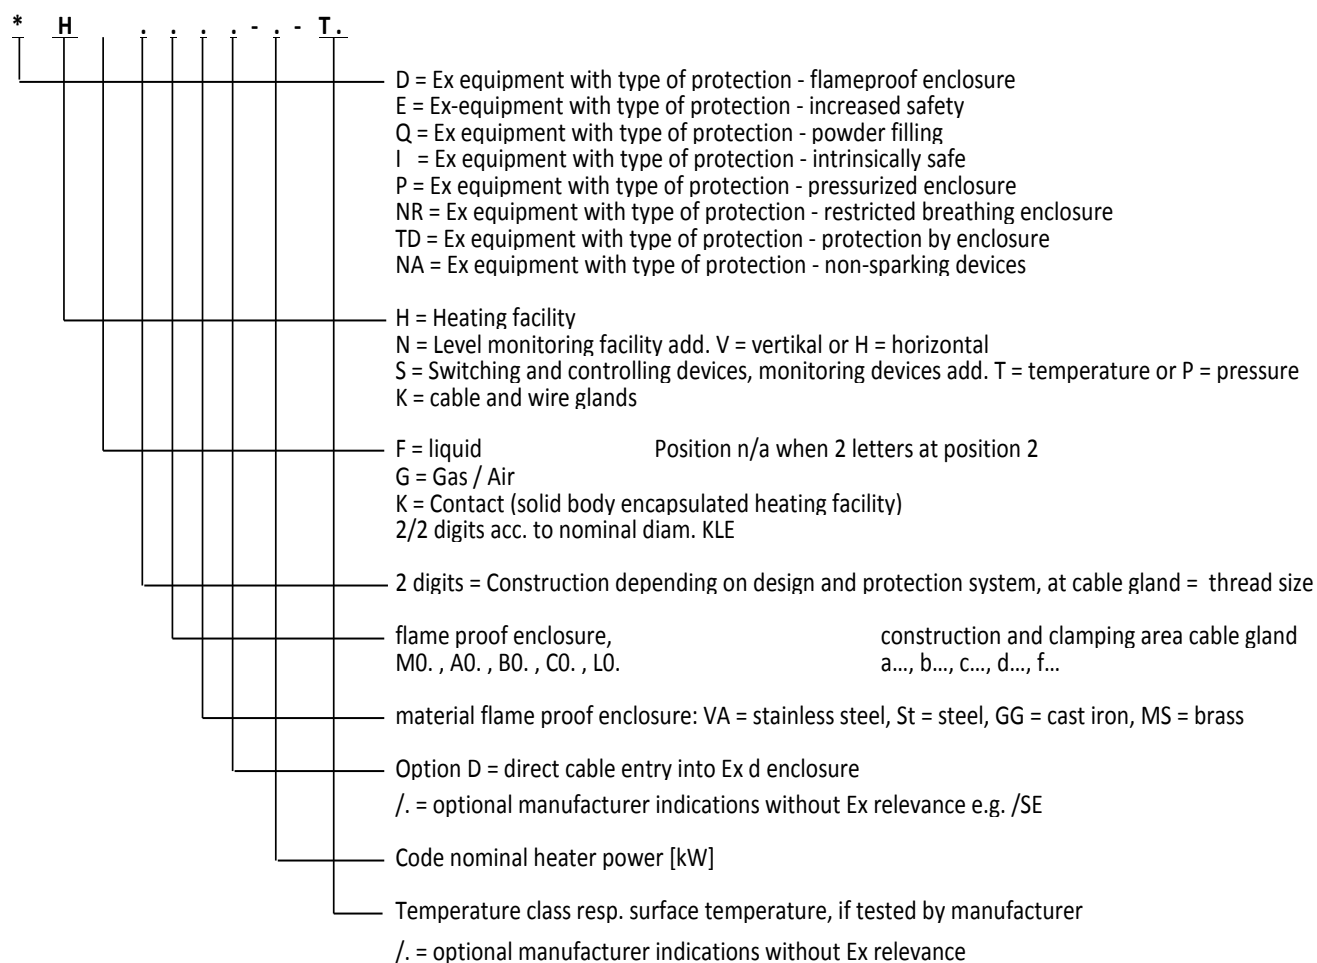 * H . . . . - . - T .
D = Ex equipment with type of protection - flameproof enclosure
E = Ex-equipment with type of protection - increased safety
Q = Ex equipment with type of protection - powder filling
I = Ex equipment with type of protection - intrinsically safe
P = Ex equipment with type of protection - pressurized enclosure
NR = Ex equipment with type of protection - restricted breathing enclosure
TD = Ex equipment with type of protection - protection by enclosure
NA = Ex equipment with type of protection - non-sparking devices
H = Heating facility
N = Level monitoring facility add. V = vertikal or H = horizontal
S = Switching and controlling devices, monitoring devices add. T = temperature or P = pressure
K = cable and wire glands
F = liquid Position n/a when 2 letters at position 2
G = Gas / Air
K = Contact (solid body encapsulated heating facility)
2/2 digits acc. to nominal diam. KLE
2 digits = Construction depending on design and protection system, at cable gland = thread size
flame proof enclosure, construction and clamping area cable gland
M0. , A0. , B0. , C0. , L0. a..., b..., c..., d..., f...
material flame proof enclosure: VA = stainless steel, St = steel, GG = cast iron, MS = brass
Option D = direct cable entry into Ex d enclosure
/. = optional manufacturer indications without Ex relevance e.g. /SE
Code nominal heater power [kW]
Temperature class resp. surface temperature, if tested by manufacturer
/. = optional manufacturer indications without Ex relevance